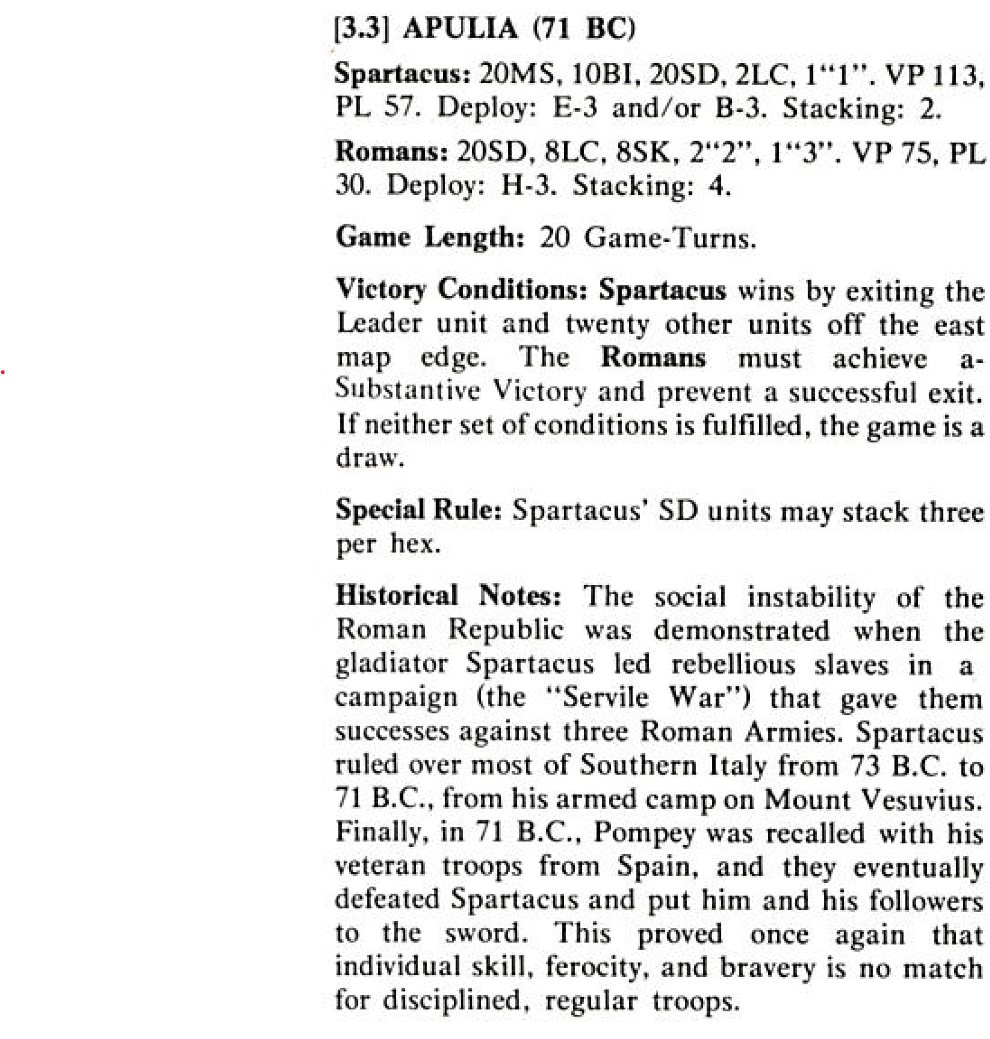 [3.3] APULIA (71 BC)
Spartacus: 20MS, 10BI, 20SD, 2LC, 1“1”. VP 113,
PL 57. Deploy: E-3 and/or B-3. Stacking: 2.
Romans: 20SD, 8LC, 8SK, 2“2”, 1“3”. VP 75, PL
30. Deploy: H-3. Stacking: 4.
Game Length: 20 Game-Turns.
Victory Conditions: Spartacus wins by exiting the
Leader unit and twenty other units off the east
map edge. The Romans must achieve a-
Substantive Victory and prevent a successful exit.
If neither set of conditions is fulfilled, the game is a
draw.
Special Rule: Spartacus’ SD units may stack three
per hex.
Historical Notes: The social instability of the
Roman Republic was demonstrated when the
gladiator Spartacus led rebellious slaves in a
campaign (the “Servile War”) that gave them
successes against three Roman Armies. Spartacus
ruled over most of Southern Italy from 73 B.C. to
71 B.C., from his armed camp on Mount Vesuvius.
Finally, in 71 B.C., Pompey was recalled with his
veteran troops from Spain, and they eventually
defeated Spartacus and put him and his followers
to the sword. This proved once again that
individual skill, ferocity, and bravery is no match
for disciplined, regular troops.